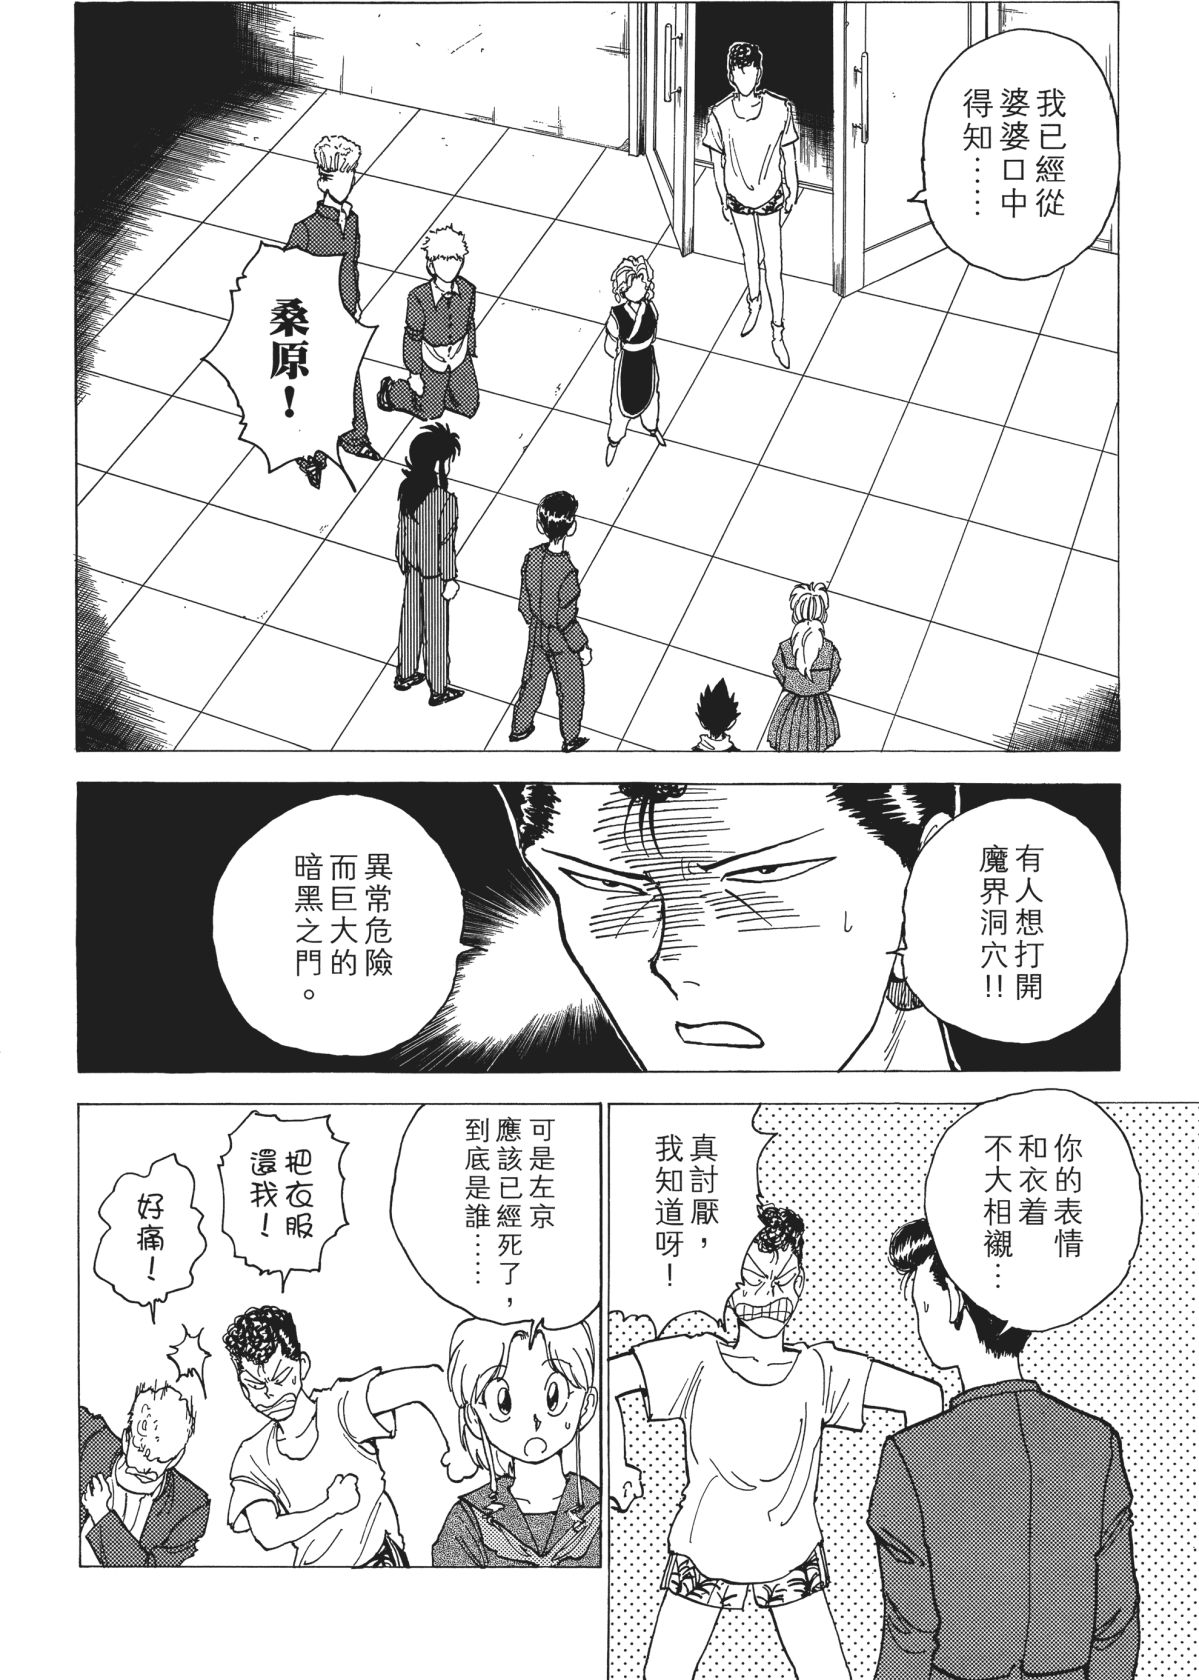 我已經從
婆婆口中
得知……
桑原！
有人想打開
魔界洞穴!!
異常危險
而巨大的
暗黑之門。
你的表情
和衣着
不大相襯…
真討厭，
我知道呀！
可是左京
應該已經死了，
到底是誰……
把衣服
還我！
好痛！